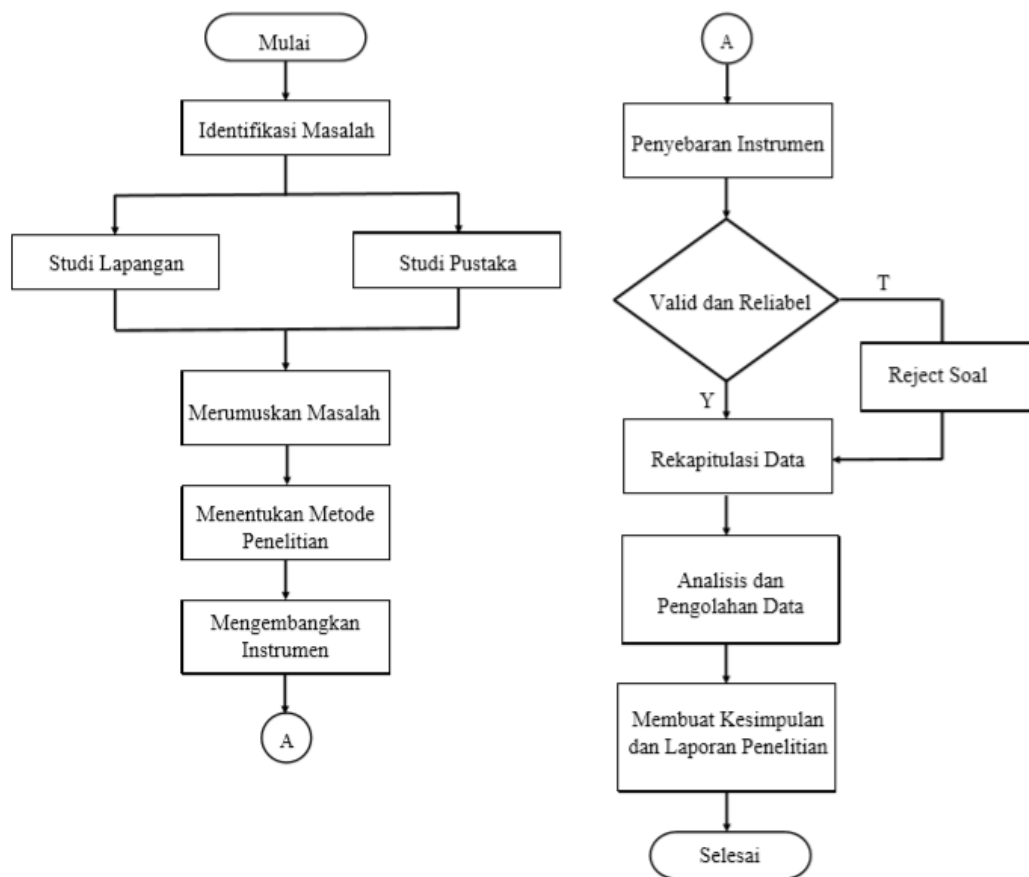 Mulai
Identifikasi Masalah
Studi Lapangan
Studi Pustaka
Merumuskan Masalah
Menentukan Metode
Penelitian
Mengembangkan
Instrumen
A
A
Penyebaran Instrumen
Valid dan Reliabel
T
Reject Soal
Y
Rekapitulasi Data
Analisis dan
Pengolahan Data
Membuat Kesimpulan
dan Laporan Penelitian
Selesai